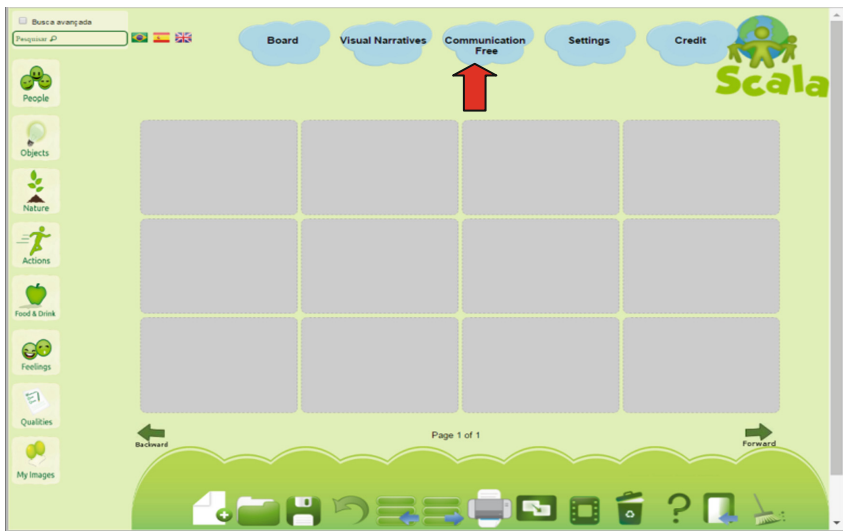 Busca avançada
Pesquisar
Board
Visual Narratives
Communication
Free
Settings
Credit
Scala
People
Objects
Nature
Actions
Food & Drink
Feelings
Qualities
My Images
Backward
Page 1 of 1
Forward
?